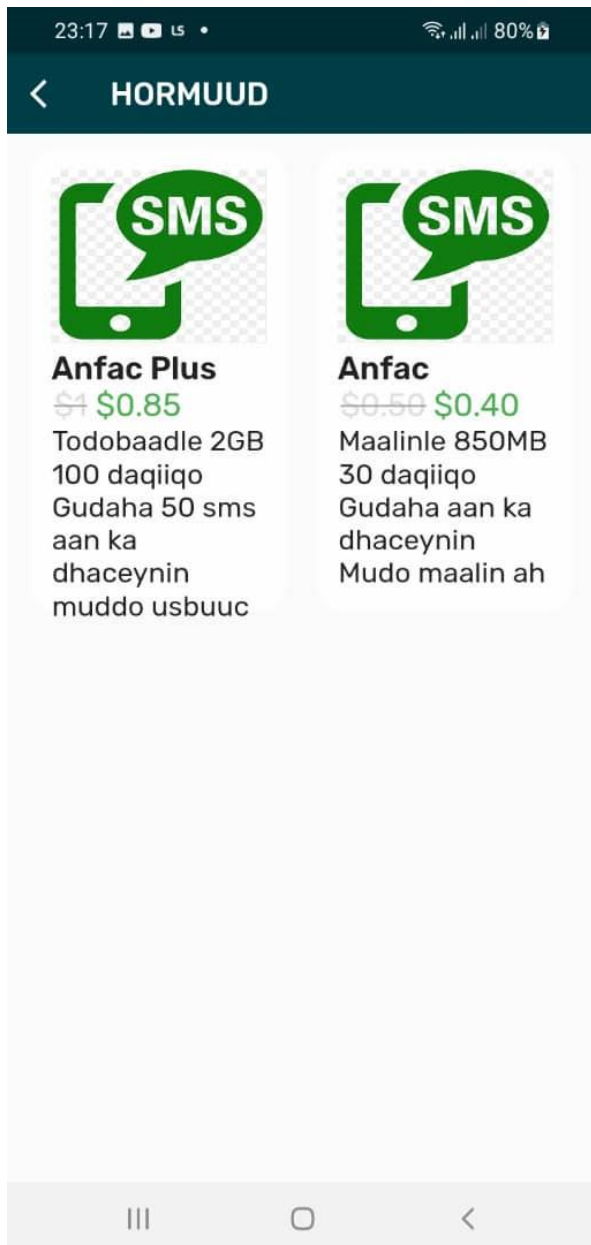 23:17 LS 80%
HORMUUD
SMS
Anfac Plus
$1 $0.85
Todobaadle 2GB
100 daqiiqo
Gudaha 50 sms
aan ka
dhaceynin
muddo usbuuc
SMS
Anfac
$0.50 $0.40
Maalinle 850MB
30 daqiiqo
Gudaha aan ka
dhaceynin
Mudo maalin ah